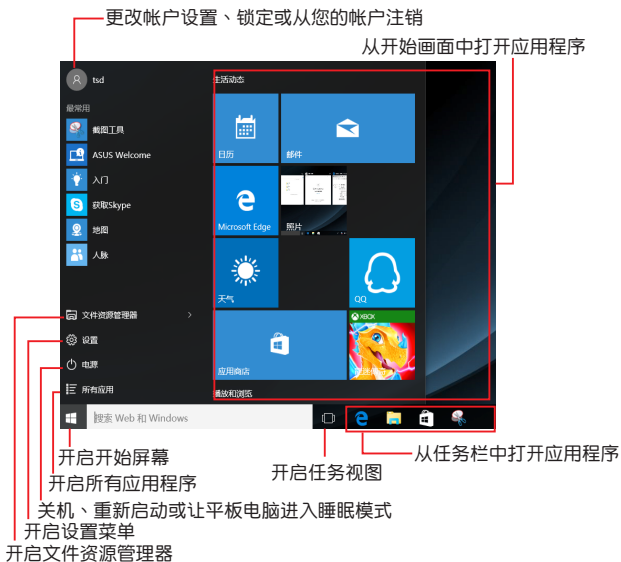 更改帐户设置、锁定或从您的帐户注销
从开始画面中打开应用程序
tsd
生活动态
最常用
截图工具
ASUS Welcome
入门
获取Skype
地图
人脉
日历
邮件
Microsoft Edge
照片
天气
QQ
应用商店
XBOX
文件资源管理器
设置
电源
所有应用
播放和浏览
搜索 Web 和 Windows
开启开始屏幕
开启任务视图
从任务栏中打开应用程序
开启所有应用程序
关机、重新启动或让平板电脑进入睡眠模式
开启设置菜单
开启文件资源管理器